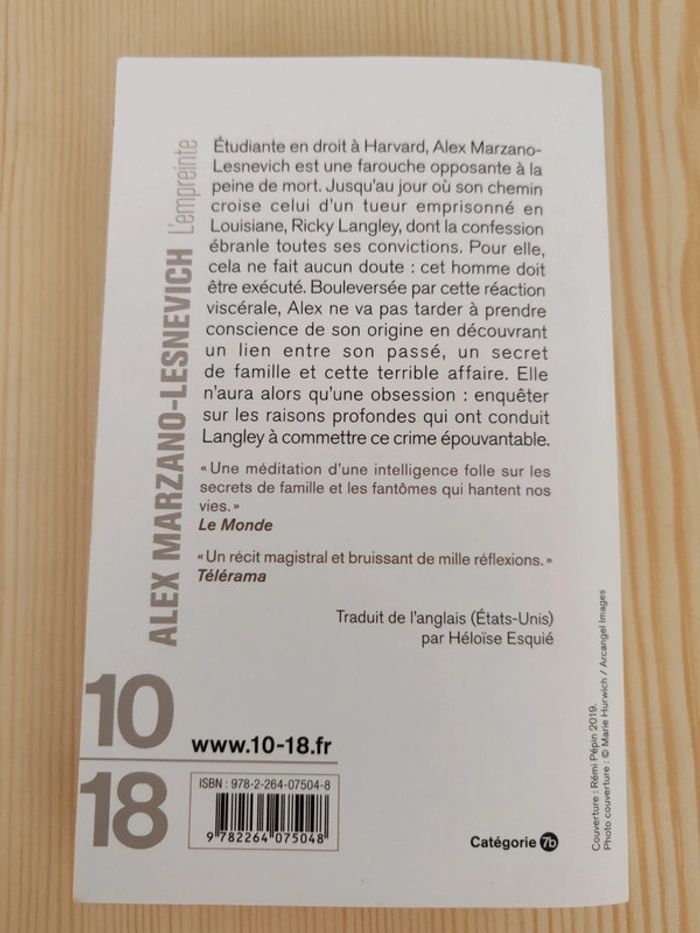 ALEX MARZANO-LESNEVICH L'empreinte
Étudiante en droit à Harvard, Alex Marzano-
Lesnevich est une farouche opposante à la
peine de mort. Jusqu'au jour où son chemin
croise celui d'un tueur emprisonné en
Louisiane, Ricky Langley, dont la confession
ébranle toutes ses convictions. Pour elle,
cela ne fait aucun doute : cet homme doit
être exécuté. Bouleversée par cette réaction
viscérale, Alex ne va pas tarder à prendre
conscience de son origine en découvrant
un lien entre son passé, un secret
de famille et cette terrible affaire. Elle
n'aura alors qu'une obsession : enquêter
sur les raisons profondes qui ont conduit
Langley à commettre ce crime épouvantable.
« Une méditation d'une intelligence folle sur les
secrets de famille et les fantômes qui hantent nos
vies. »
Le Monde
« Un récit magistral et bruissant de mille réflexions. »
Télérama
Traduit de l'anglais (États-Unis)
par Héloïse Esquié
10
18
www.10-18.fr
ISBN : 978-2-264-07504-8
9 782264 075048
Catégorie 7b
Couverture : Rémi Pépin 2019.
Photo couverture : © Marie Hurwich / Arcangel Images